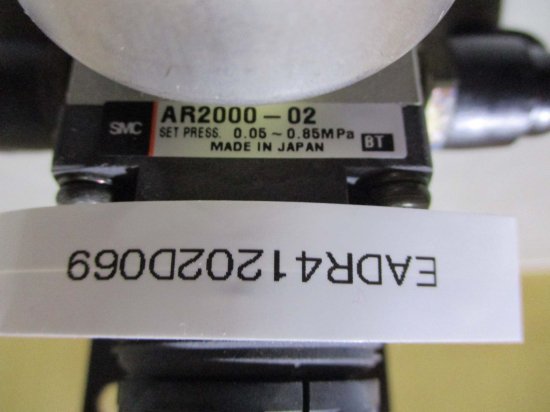 SMC
AR2000-02
SET PRESS. 0.05~0.85MPa
MADE IN JAPAN
BT
EADR41202D069